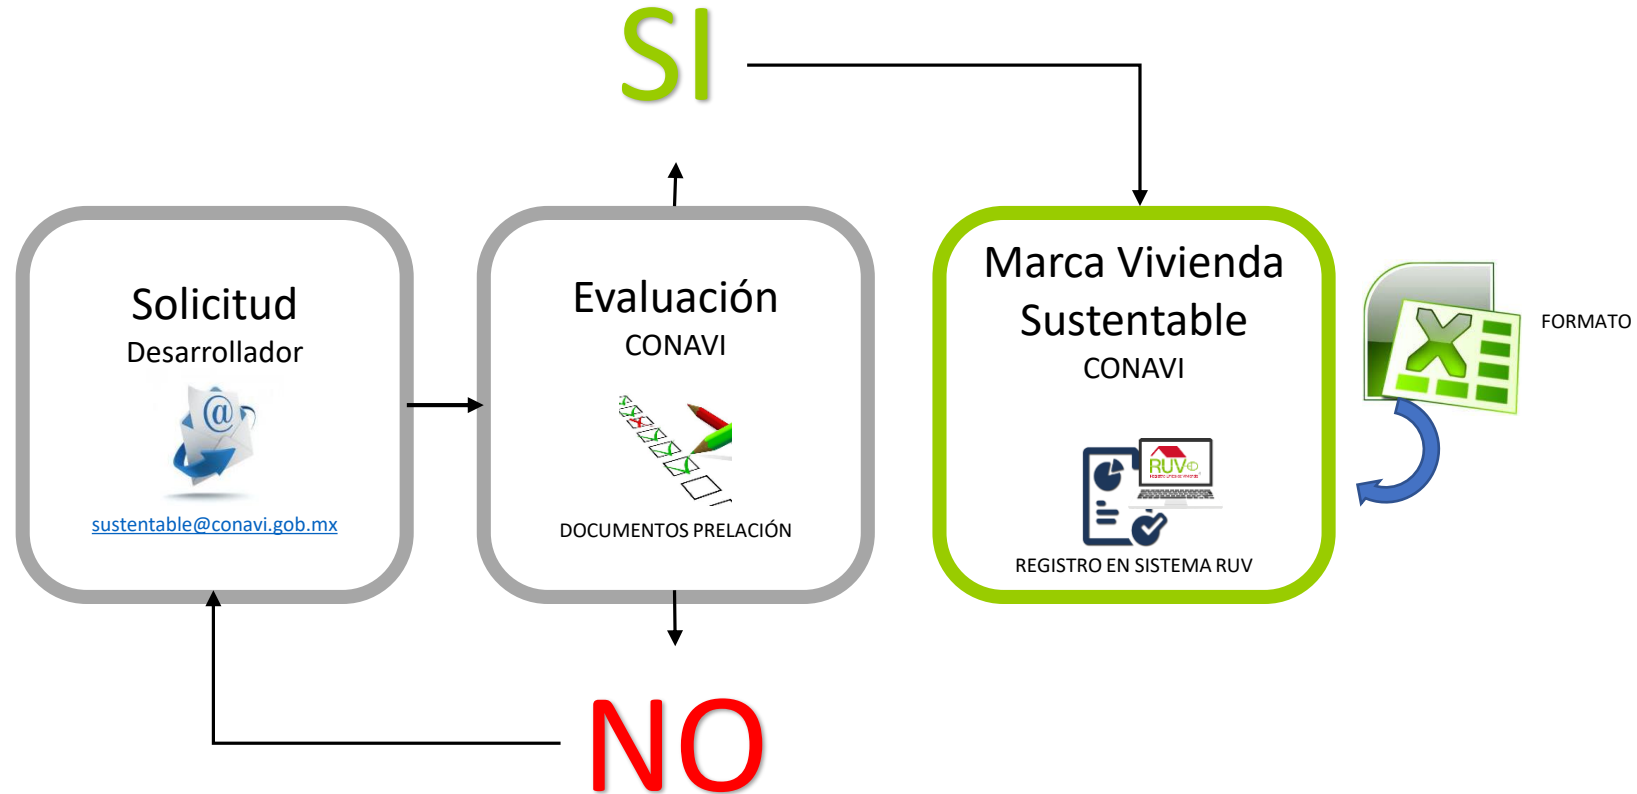 SI
Solicitud
Desarrollador
@
sustentable@conavi.gob.mx
Evaluación
CONAVI
DOCUMENTOS PRELACIÓN
Marca Vivienda
Sustentable
CONAVI
RUV
REGISTRO EN SISTEMA RUV
X
FORMATO
NO